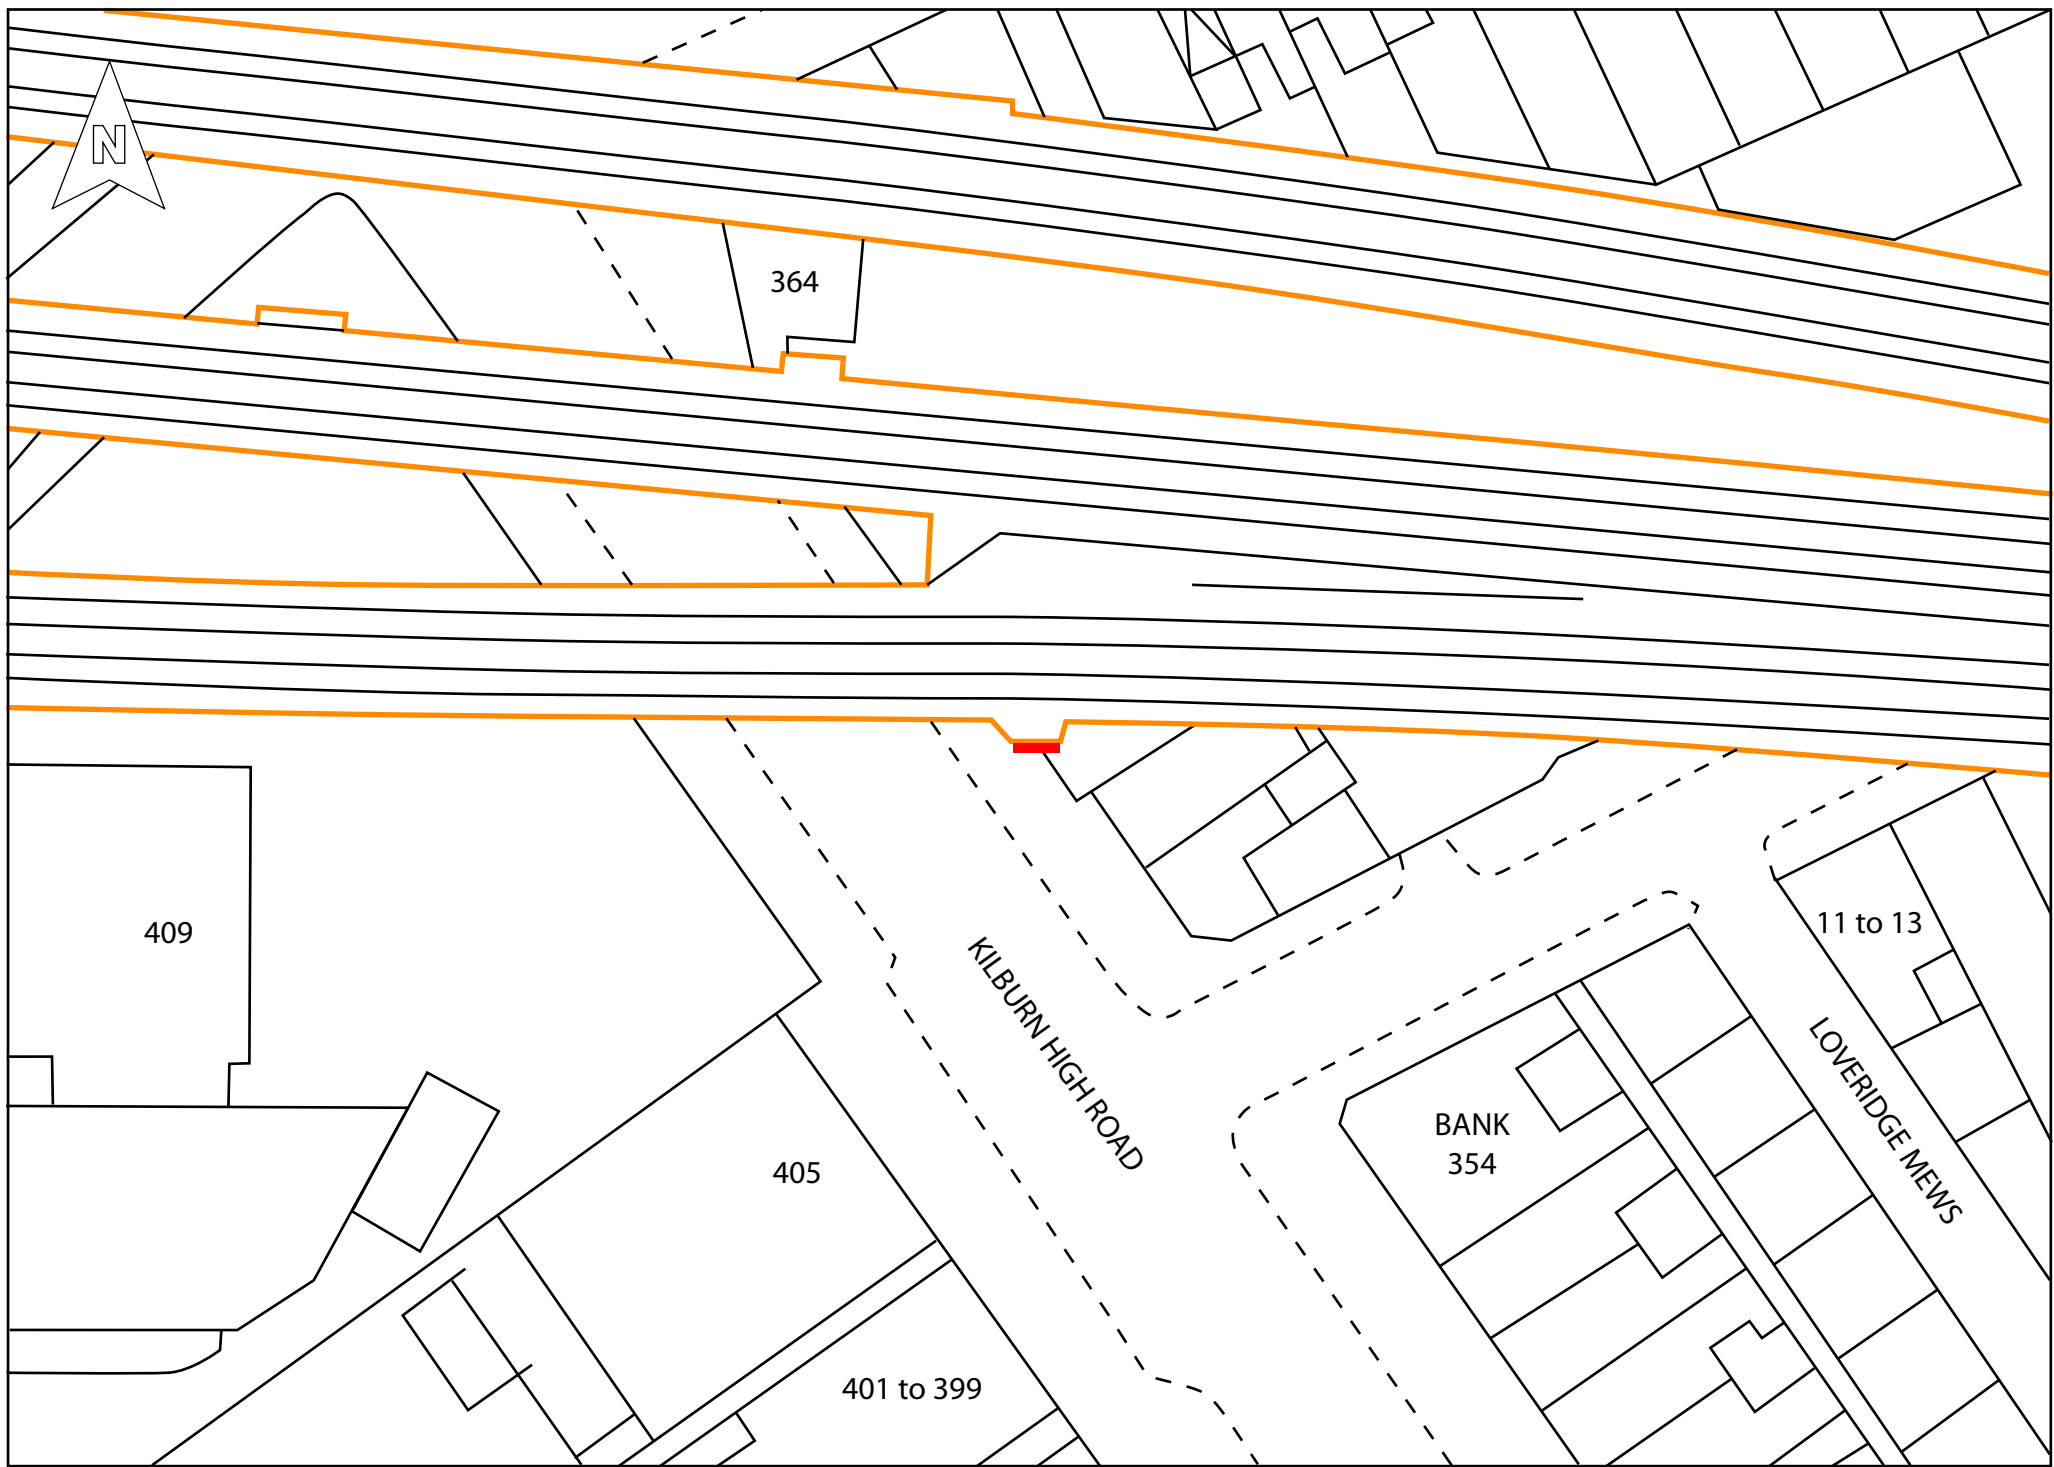 N
364
409
KILBURN HIGH ROAD
11 to 13
LOVERIDGE MEWS
BANK
354
405
401 to 399